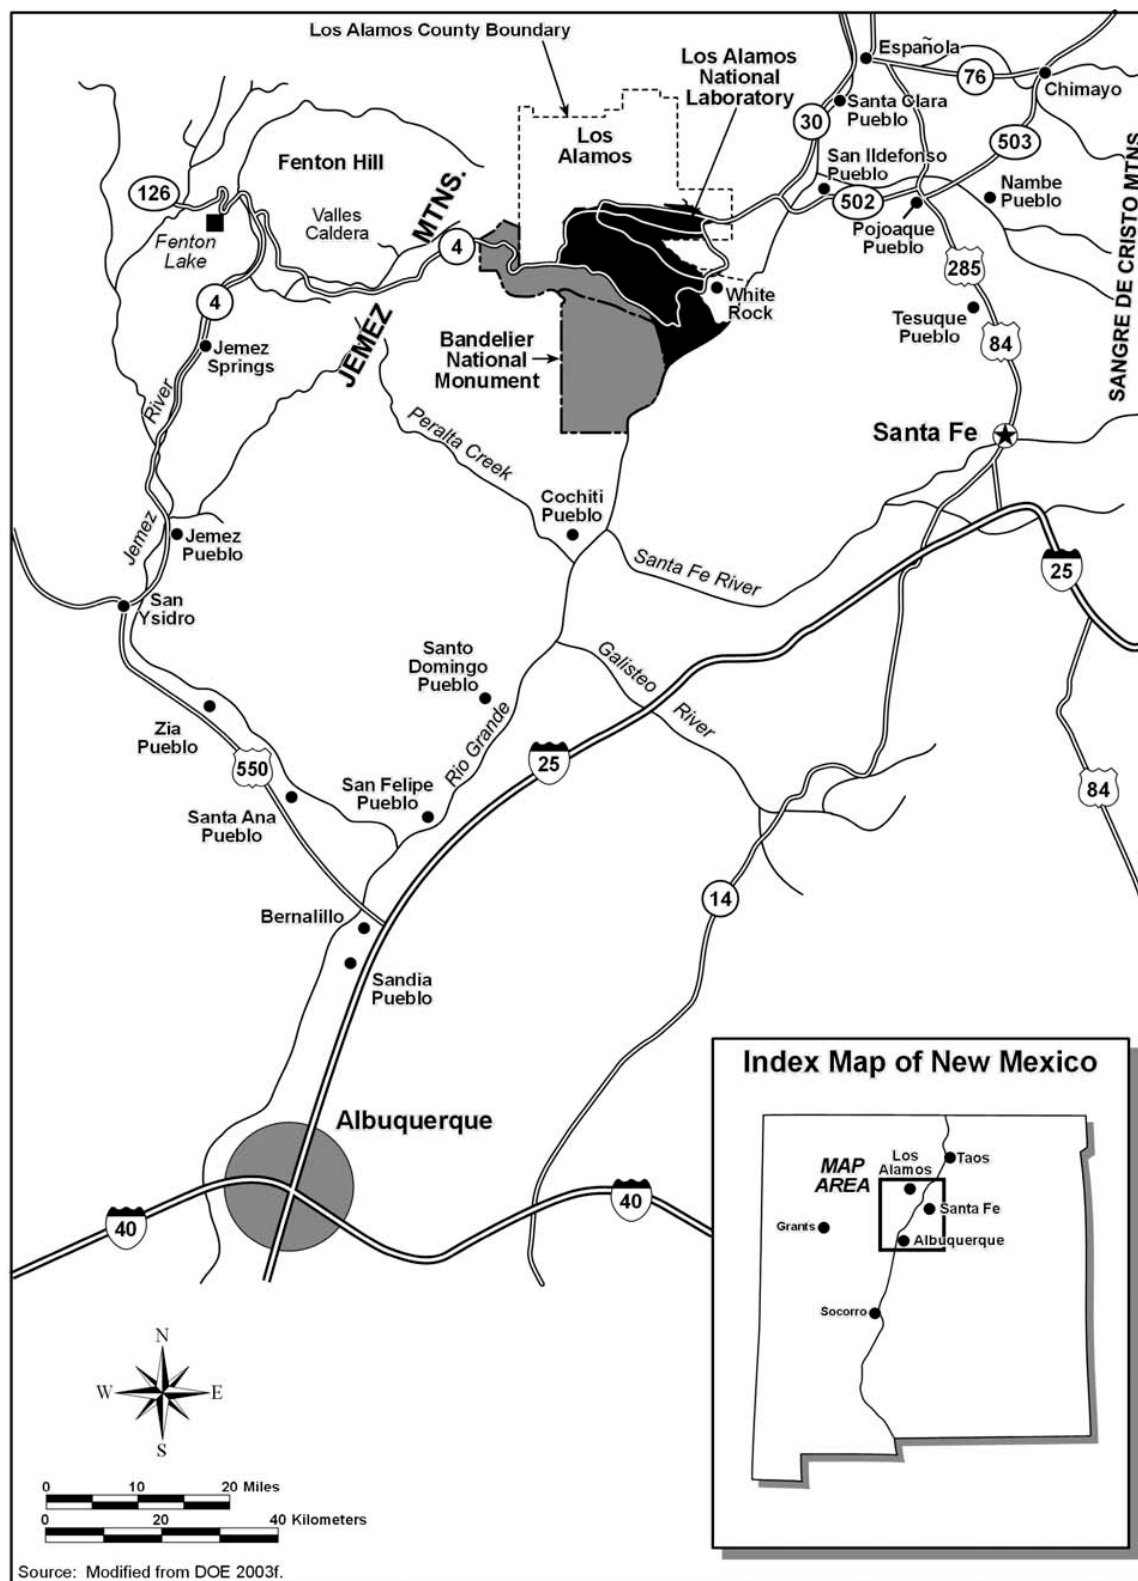 Los Alamos County Boundary
Los Alamos
National
Laboratory
Española
76
Chimayo
Santa Clara
Pueblo
30
503
Los
Alamos
San Ildefonso
Pueblo
Fenton Hill
126
Nambe
Pueblo
502
Pojoaque
Pueblo
Valles
Caldera
MTNS.
4
Fenton
Lake
285
SANGRE DE CRISTO MTNS
4
White
Rock
Tesuque
Pueblo
84
JEMEZ
Jemez
Springs
Bandelier
National
Monument
River
Peralta Creek
Santa Fe
Cochiti
Pueblo
Jemez
Jemez
Pueblo
Santa Fe River
25
San
Ysidro
Santo
Domingo
Pueblo
Galisteo
River
Zia
Pueblo
Rio Grande
550
25
San Felipe
Pueblo
84
Santa Ana
Pueblo
14
Bernalillo
Sandia
Pueblo
Albuquerque
40
40
Index Map of New Mexico
MAP
AREA
Los
Alamos
Taos
Santa Fe
Grants
Albuquerque
Socorro
N
W
E
S
0
10
20 Miles
0
20
40 Kilometers
Source: Modified from DOE 2003f.